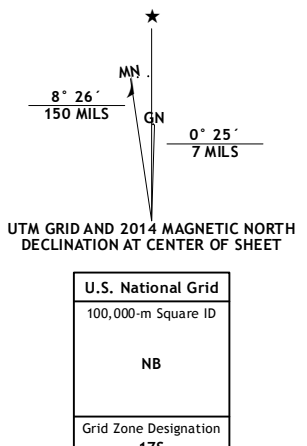 ★
MN
8° 26´
150 MILS
GN
0° 25´
7 MILS
UTM GRID AND 2014 MAGNETIC NORTH
DECLINATION AT CENTER OF SHEET
U.S. National Grid
100,000-m Square ID
NB
Grid Zone Designation
17S